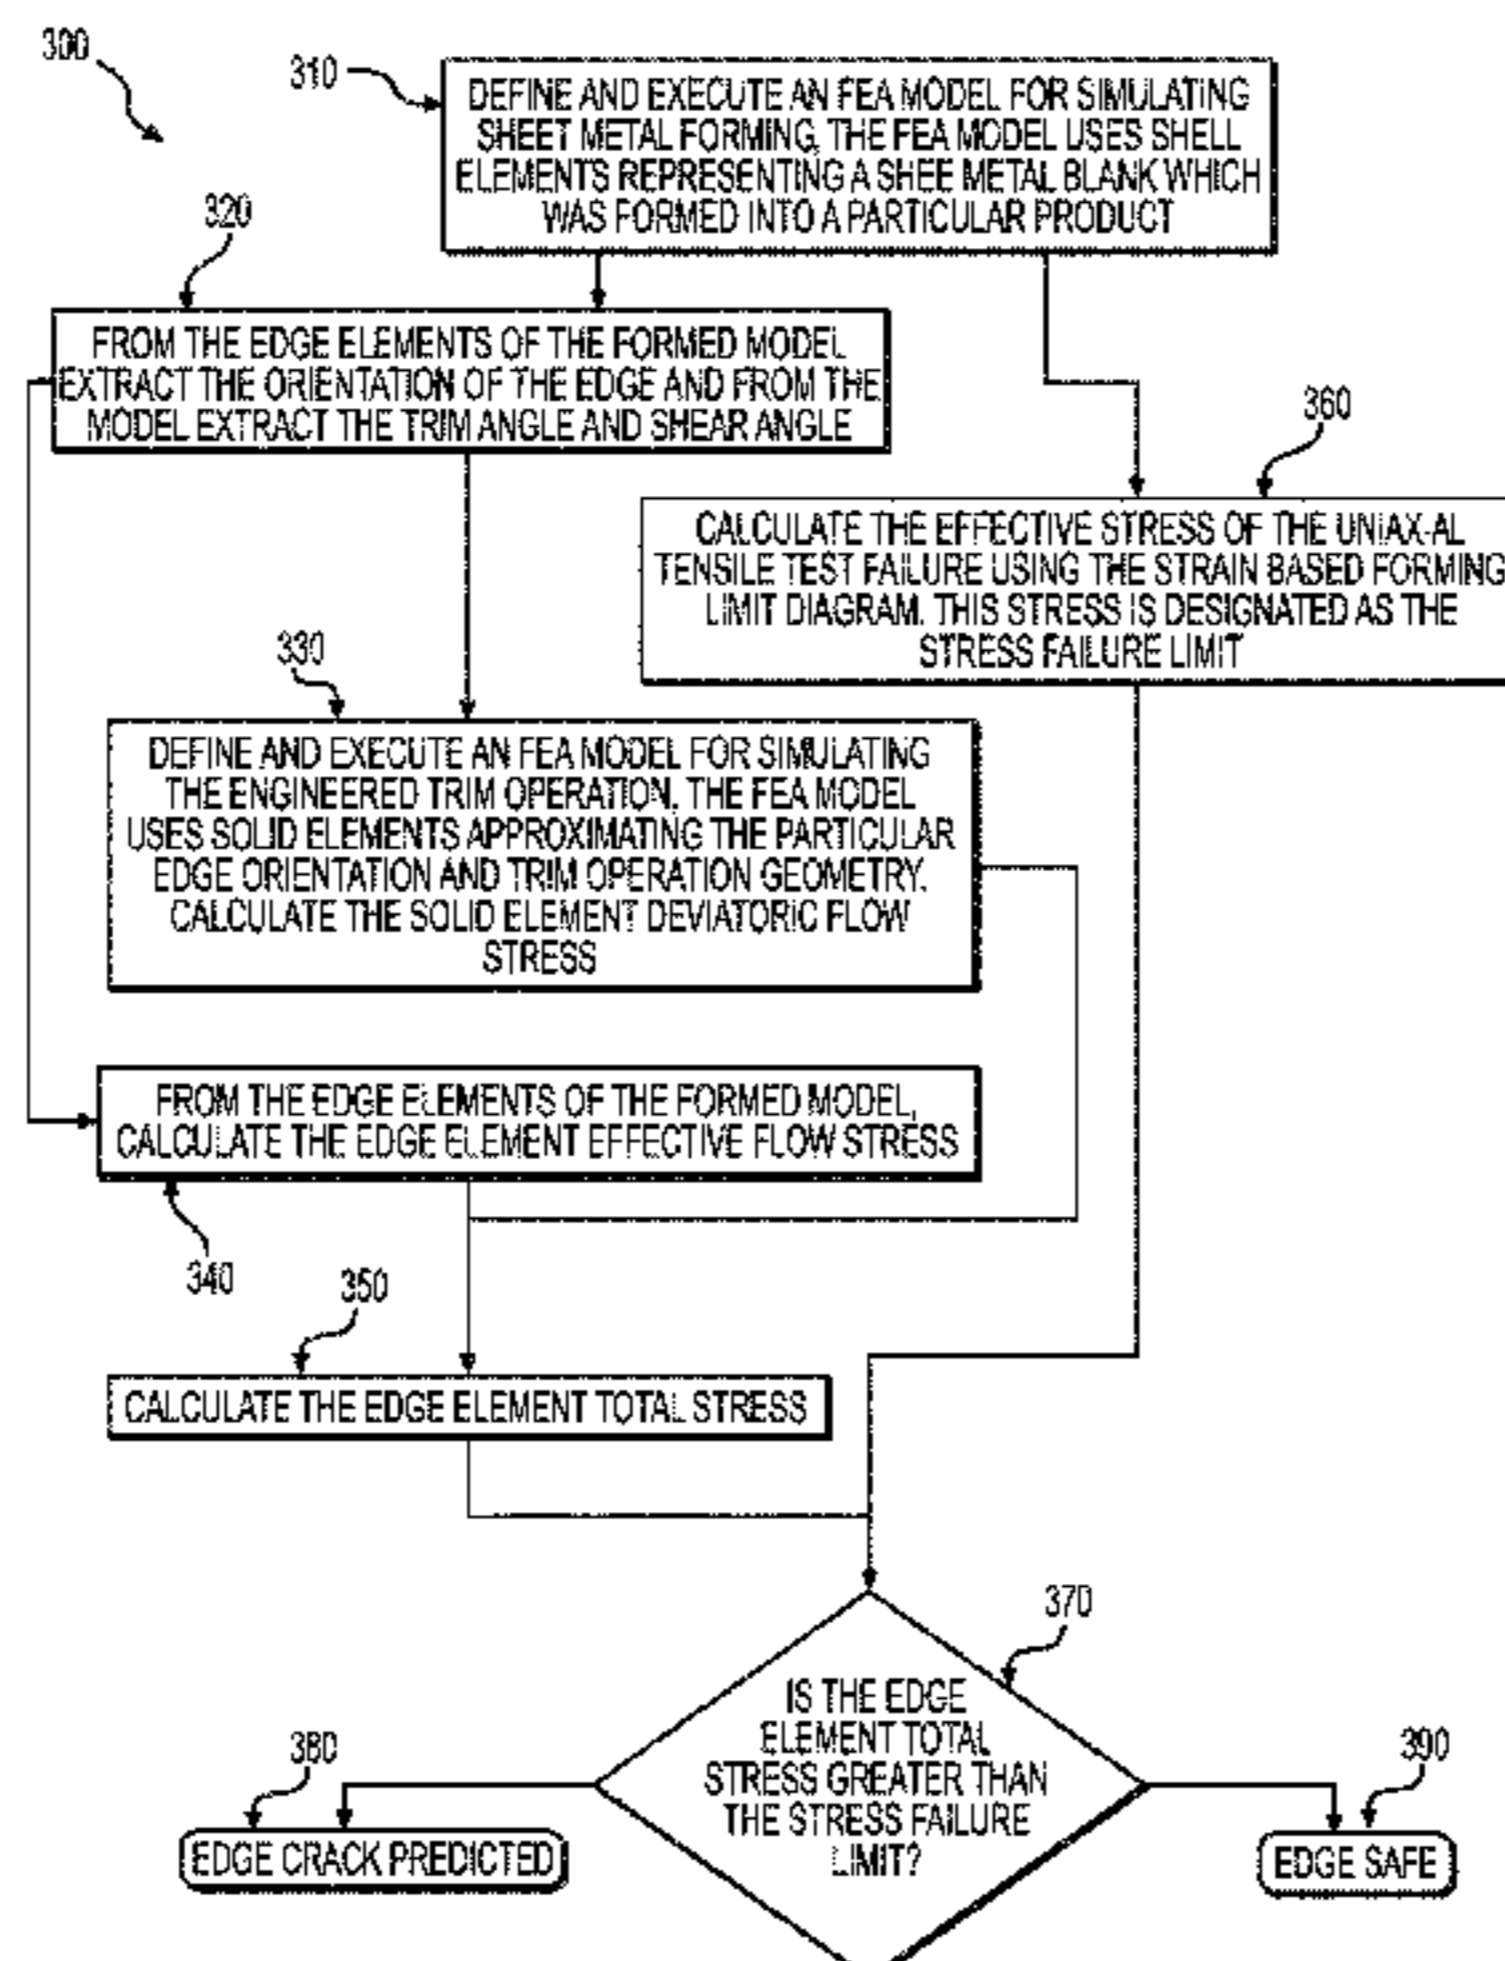 300
310
DEFINE AND EXECUTE AN FEA MODEL FOR SIMULATING
SHEET METAL FORMING, THE FEA MODEL USES SHELL
ELEMENTS REPRESENTING A SHEE METAL BLANK WHICH
WAS FORMED INTO A PARTICULAR PRODUCT
320
FROM THE EDGE ELEMENTS OF THE FORMED MODEL
EXTRACT THE ORIENTATION OF THE EDGE AND FROM THE
MODEL EXTRACT THE TRIM ANGLE AND SHEAR ANGLE
360
CALCULATE THE EFFECTIVE STRESS OF THE UNIAX-AL
TENSILE TEST FAILURE USING THE STRAIN BASED FORMING
LIMIT DIAGRAM. THIS STRESS IS DESIGNATED AS THE
STRESS FAILURE LIMIT
330
DEFINE AND EXECUTE AN FEA MODEL FOR SIMULATING
THE ENGINEERED TRIM OPERATION. THE FEA MODEL
USES SOLID ELEMENTS APPROXIMATING THE PARTICULAR
EDGE ORIENTATION AND TRIM OPERATION GEOMETRY.
CALCULATE THE SOLID ELEMENT DEVIATORIC FLOW
STRESS
FROM THE EDGE ELEMENTS OF THE FORMED MODEL,
CALCULATE THE EDGE ELEMENT EFFECTIVE FLOW STRESS
340
350
CALCULATE THE EDGE ELEMENT TOTAL STRESS
370
IS THE EDGE
ELEMENT TOTAL
STRESS GREATER THAN
THE STRESS FAILURE
LIMIT?
380
EDGE CRACK PREDICTED
390
EDGE SAFE